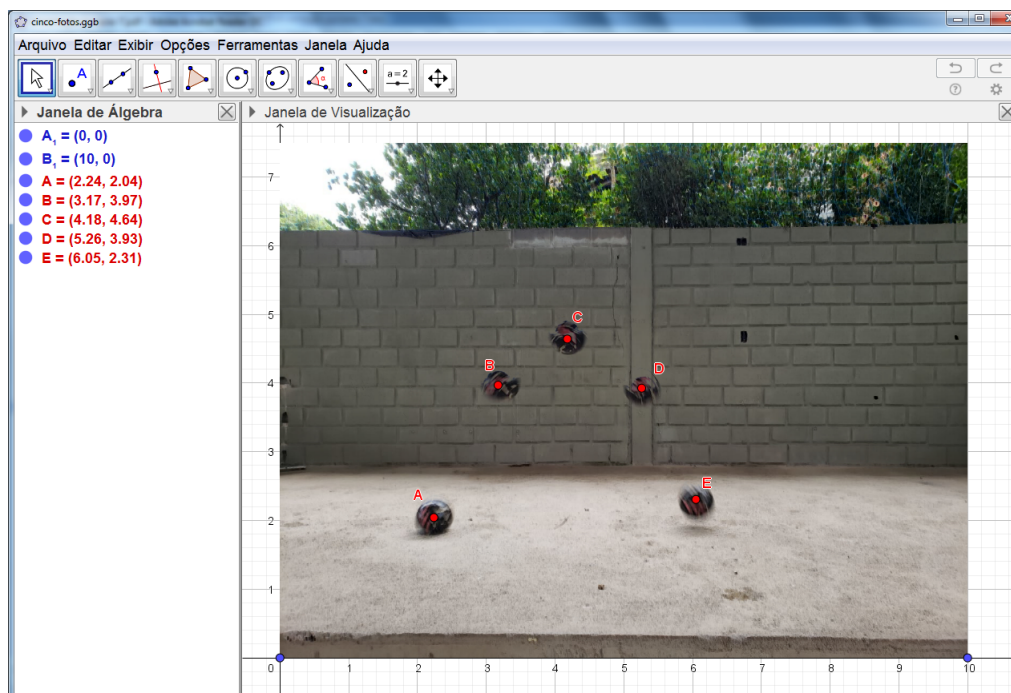 cinco-fotos.ggb
Arquivo Editar Exibir Opções Ferramentas Janela Ajuda
A
α
a=2
Janela de Álgebra
Janela de Visualização
A₁ = (0, 0)
B₁ = (10, 0)
A = (2.24, 2.04)
B = (3.17, 3.97)
C = (4.18, 4.64)
D = (5.26, 3.93)
E = (6.05, 2.31)
7
6
5
C
B
D
4
3
A
E
2
1
0 1 2 3 4 5 6 7 8 9 10